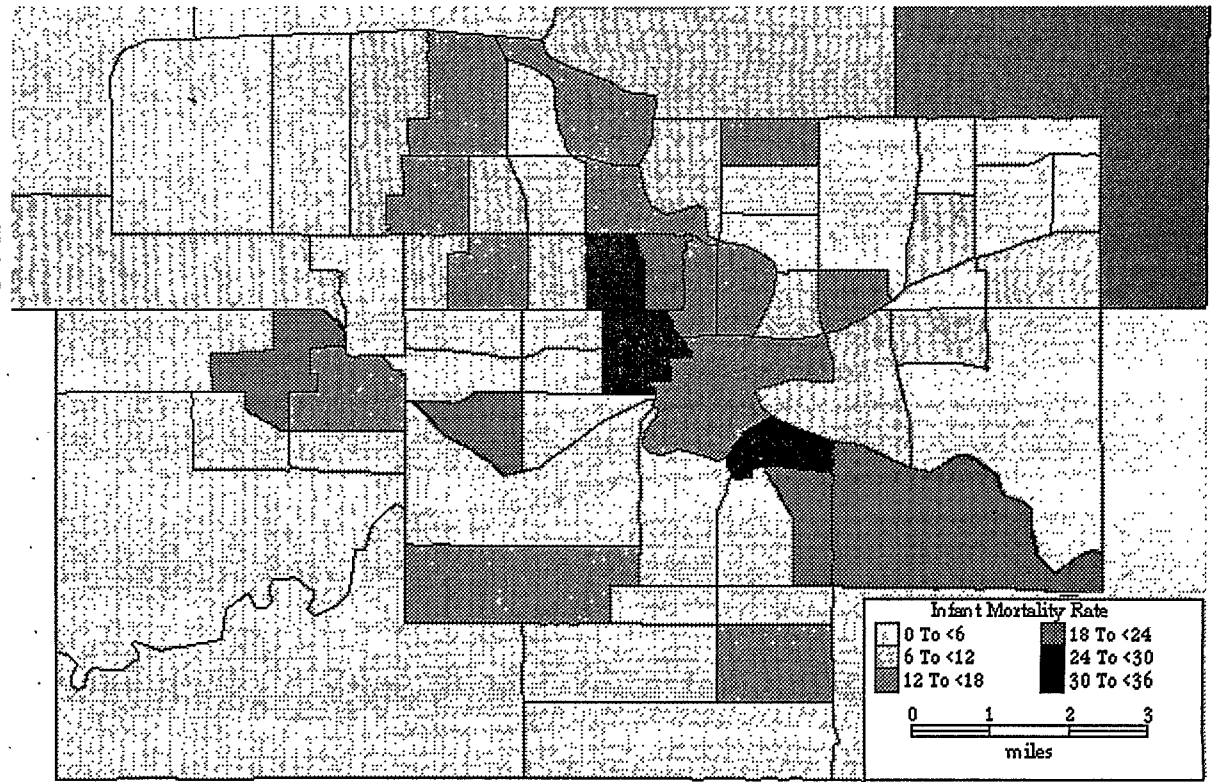 Infant Mortality Rate
0 To <6 18 To <24
6 To <12 24 To <30
12 To <18 30 To <36
0 1 2 3
miles